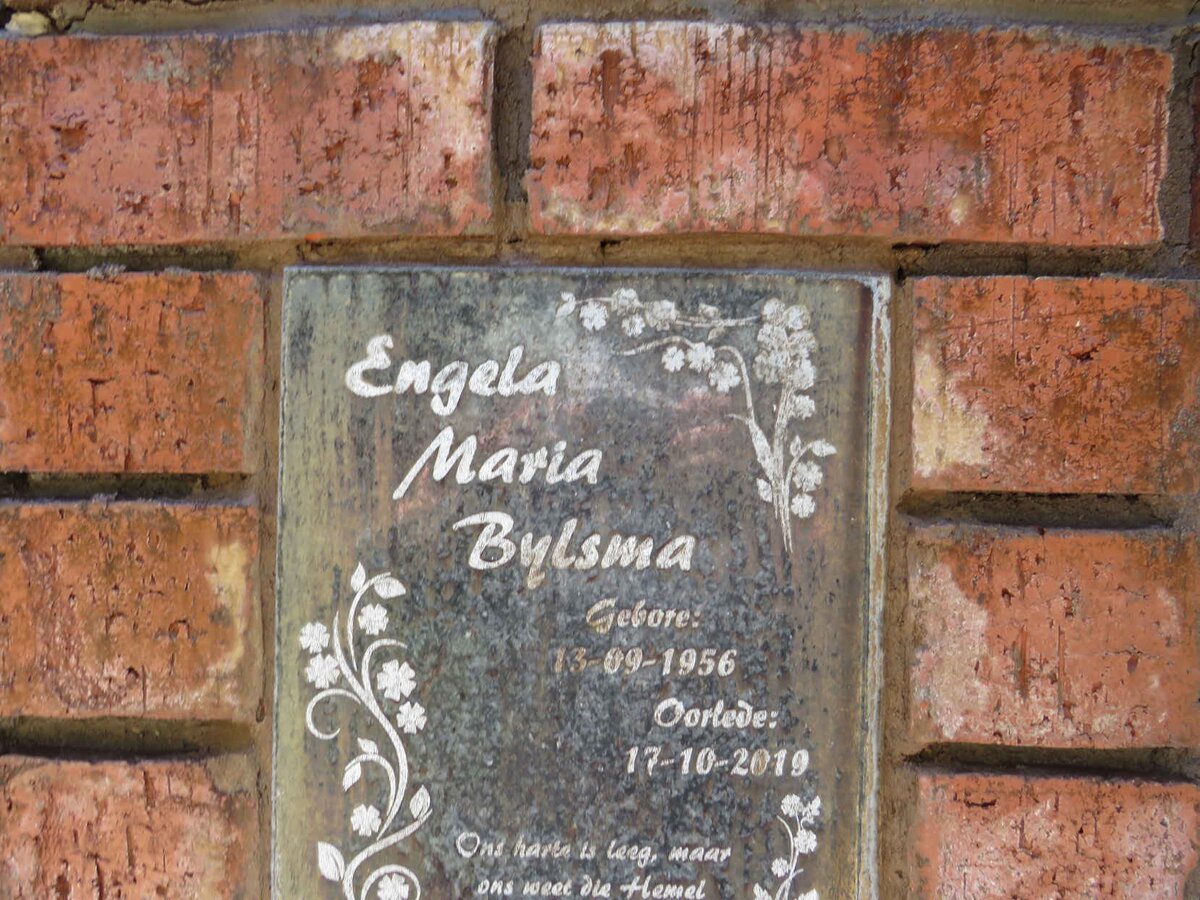 Engela
Maria
Bylsma
Gebore:
13-09-1956
Oorlede:
17-10-2019
Ons harte is leeg, maar
ons weet die Hemel